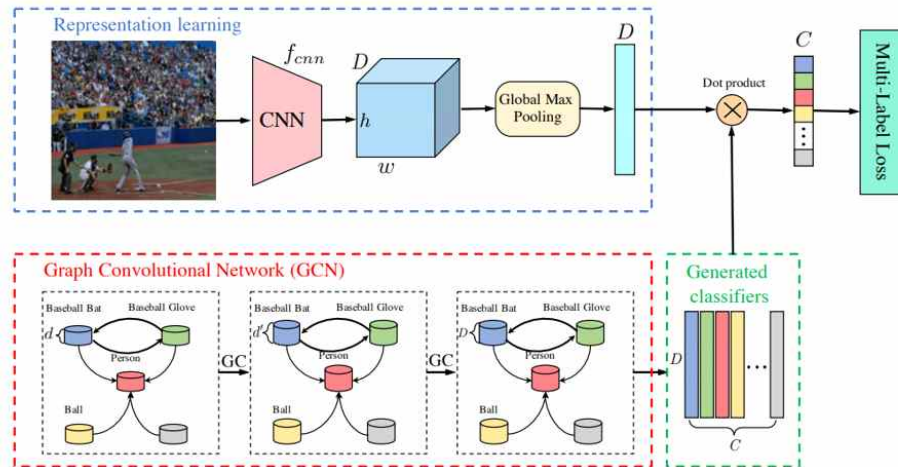 Representation learning
f_cnn
CNN
D
h
w
Global Max
Pooling
D
Dot product
C
Multi-Label Loss
Graph Convolutional Network (GCN)
Baseball Bat
Baseball Glove
d
Person
Ball
GC
Baseball Bat
Baseball Glove
d'
Person
Ball
GC
Baseball Bat
Baseball Glove
D
Person
Ball
Generated
classifiers
D
C